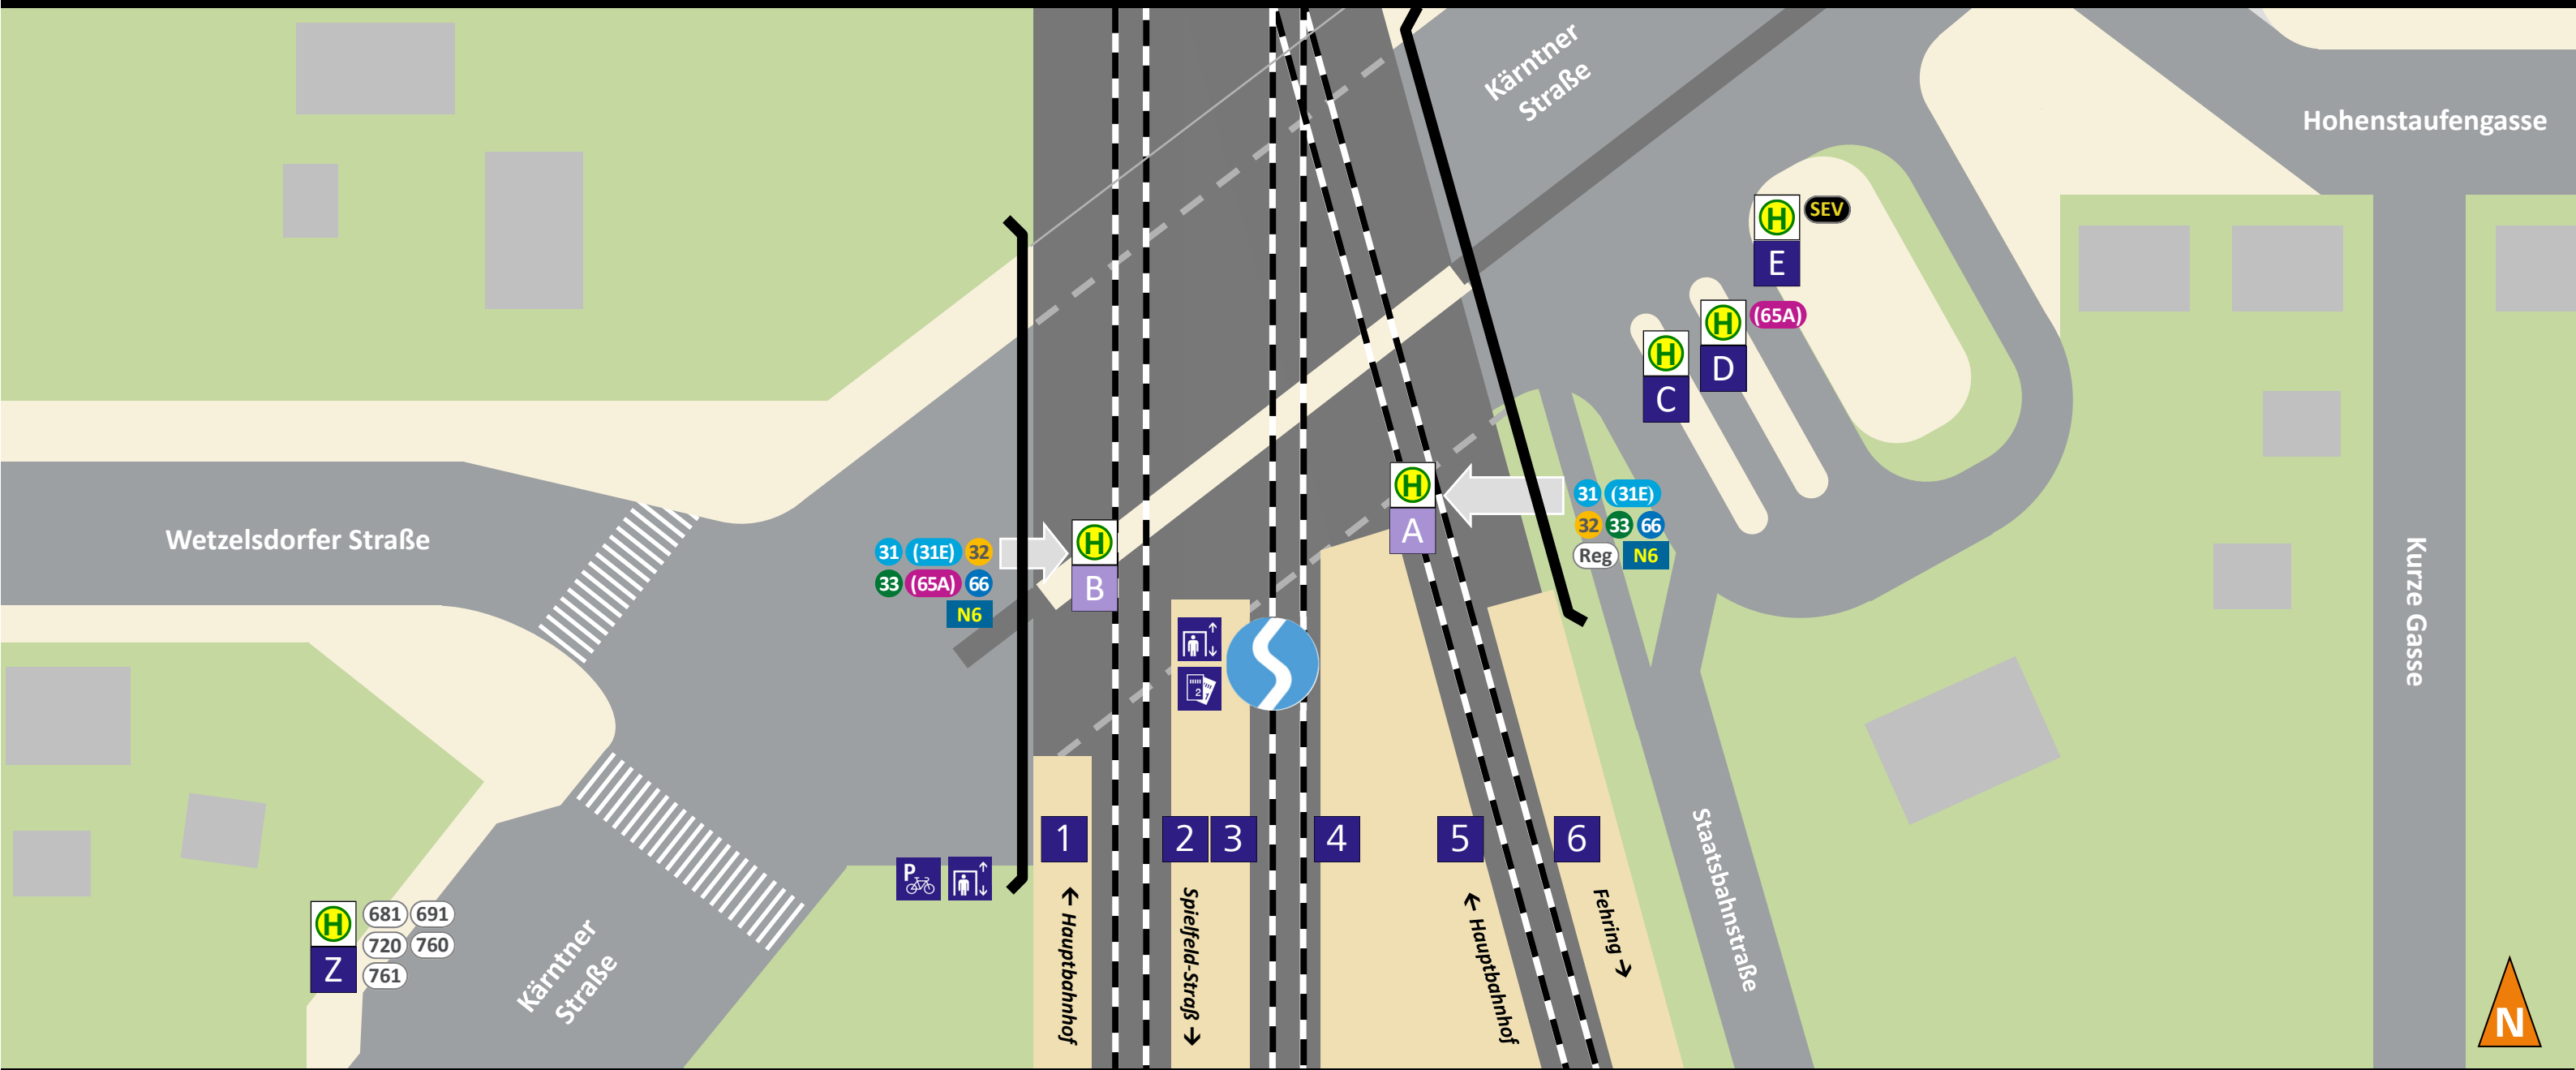 Kärntner
Straße
Hohenstaufengasse
H SEV
E
H (65A)
D
H
C
Wetzelsdorfer Straße
31 (31E) 32
33 (65A) 66
N6
H
B
H
A
31 (31E)
32 33 66
Reg N6
Kurze Gasse
2 1
1
2 3
4
5
6
P
← Hauptbahnhof
Spielfeld-Straß →
← Hauptbahnhof
Fehring →
Staatsbahnstraße
H
Z
681 691
720 760
761
Kärntner
Straße
N